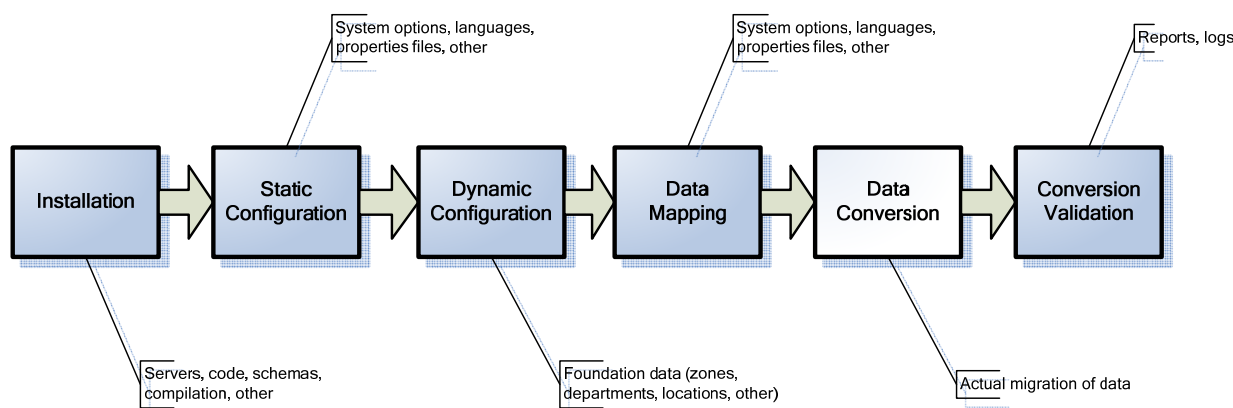 System options, languages,
properties files, other
System options, languages,
properties files, other
Reports, logs
Installation
Static
Configuration
Dynamic
Configuration
Data
Mapping
Data
Conversion
Conversion
Validation
Servers, code, schemas,
compilation, other
Foundation data (zones,
departments, locations, other)
Actual migration of data